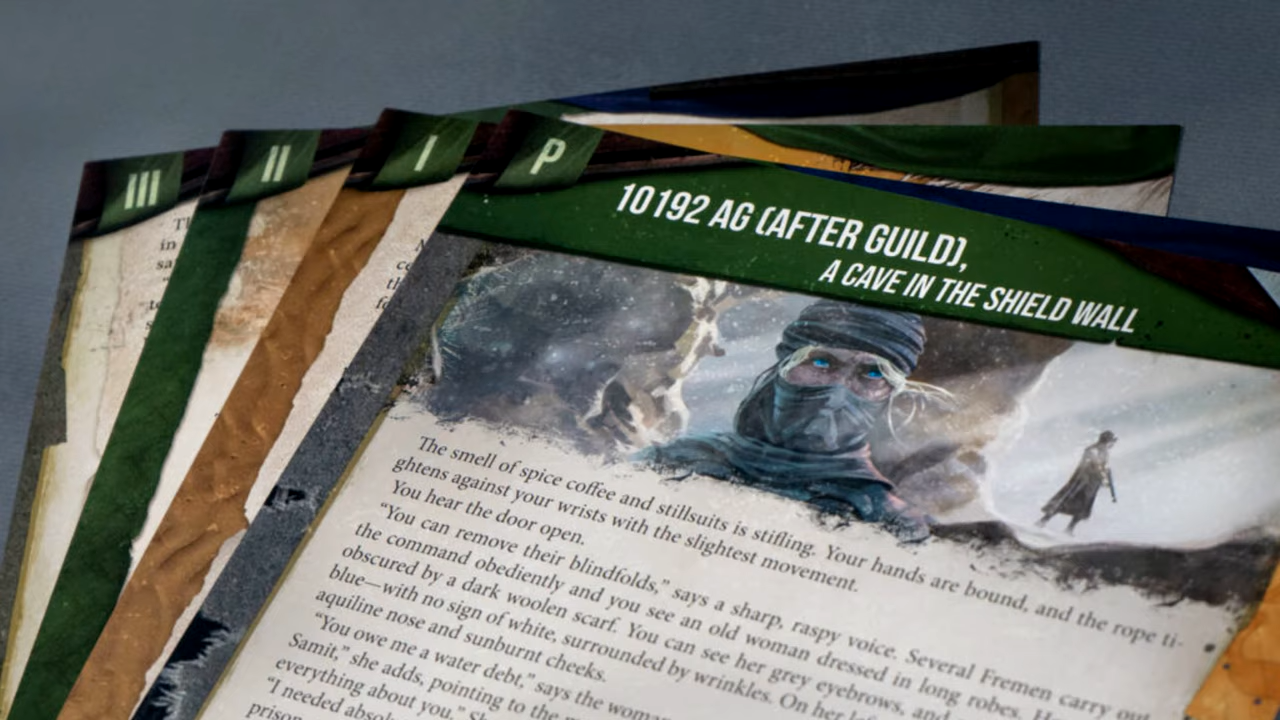 III
II
I
P
10192 AG (AFTER GUILD),
A CAVE IN THE SHIELD WALL
The smell of spice coffee and stillsuits is stifling. Your hands are bound, and the rope ti-
ghtens against your wrists with the slightest movement.
You hear the door open.
“You can remove their blindfolds,” says a sharp, raspy voice. Several Fremen carry out
the command obediently and you see an old woman dressed in long robes.
obscured by a dark woolen scarf. You can see her grey eyebrows, and
blue—with no sign of white, surrounded by wrinkles. On her
aquiline nose and sunburnt cheeks.
“You owe me a water debt,” says the
Samit,” she adds, pointing to the
everything about you,”
“I needed